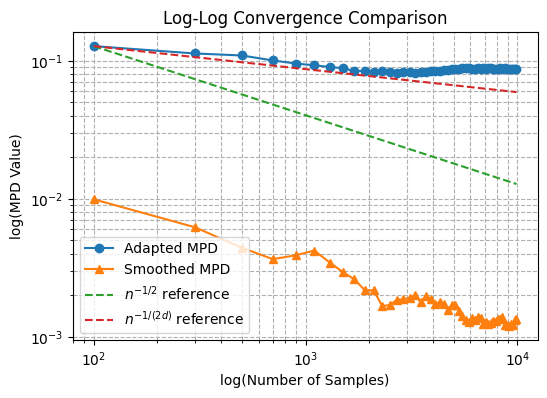 Log-Log Convergence Comparison
log(MPD Value)
10⁻¹
10⁻²
10⁻³
Adapted MPD
Smoothed MPD
n⁻¹/² reference
n⁻¹/⁽²ᵈ⁾ reference
10² 10³ 10⁴
log(Number of Samples)